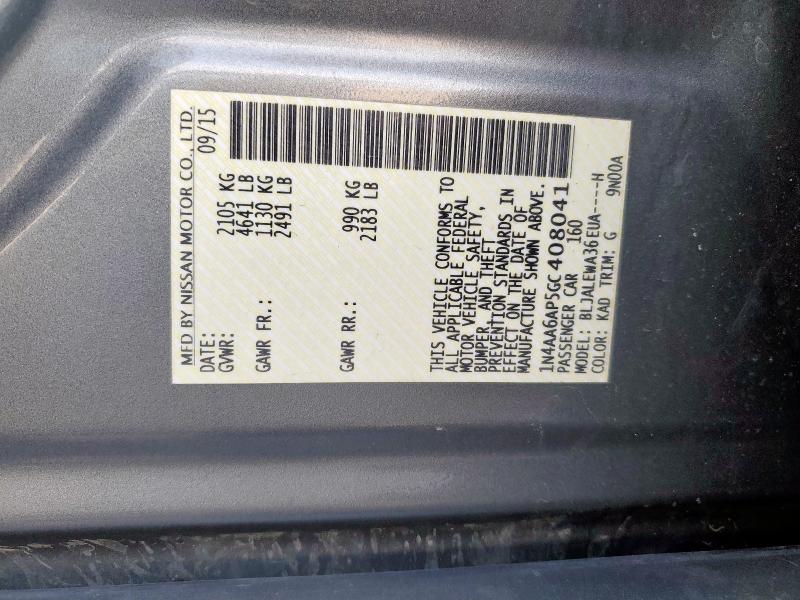 MFD BY NISSAN MOTOR CO., LTD.
DATE: 09/15
GVWR: 2105 KG
4641 LB
GAWR FR.: 1130 KG
2491 LB
GAWR RR.: 990 KG
2183 LB
THIS VEHICLE CONFORMS TO
ALL APPLICABLE FEDERAL
MOTOR VEHICLE SAFETY,
BUMPER, AND THEFT
PREVENTION STANDARDS IN
EFFECT ON THE DATE OF
MANUFACTURE SHOWN ABOVE.
1N4AA6AP5GC408041
PASSENGER CAR 160
MODEL: BLJALEWA36EUA----H
COLOR: KAD TRIM: G 9N00A